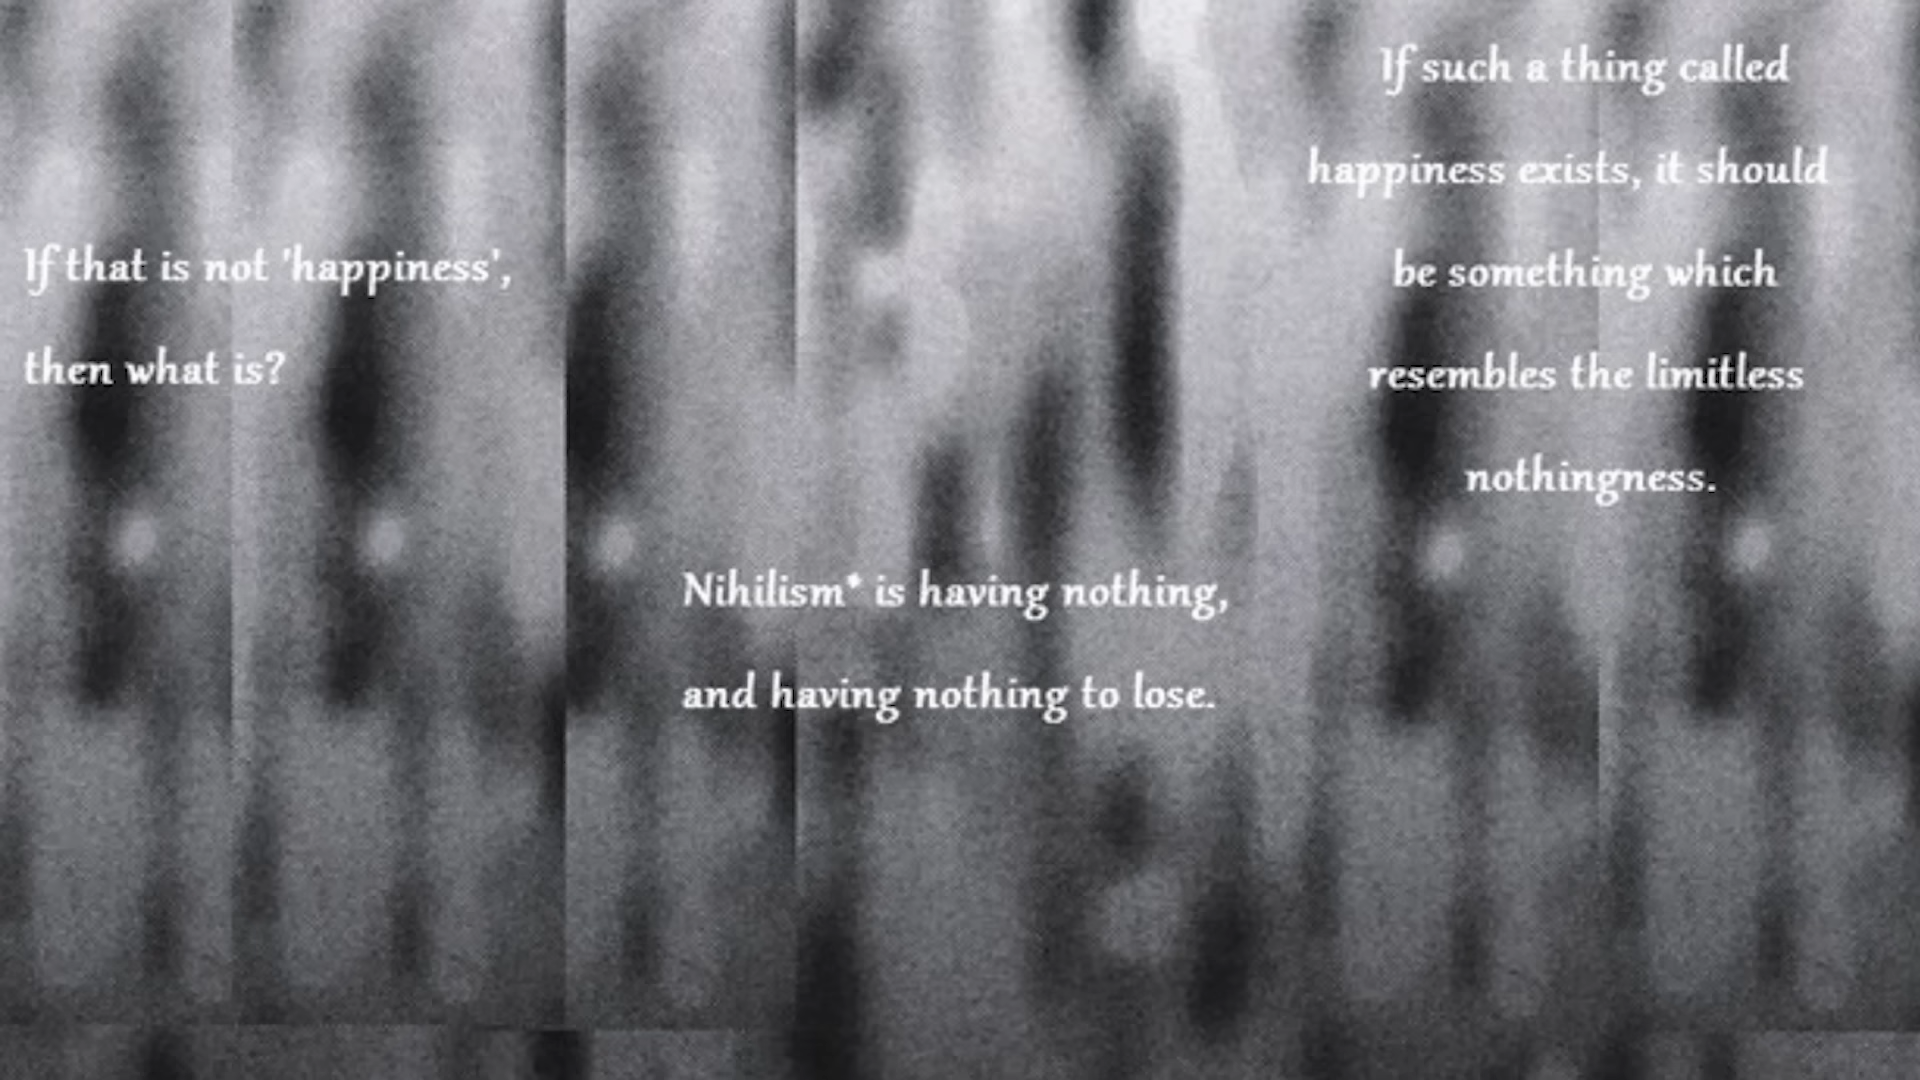 If such a thing called
happiness exists, it should
be something which
resembles the limitless
nothingness.
Nihilism* is having nothing,
and having nothing to lose.
If that is not 'happiness',
then what is?